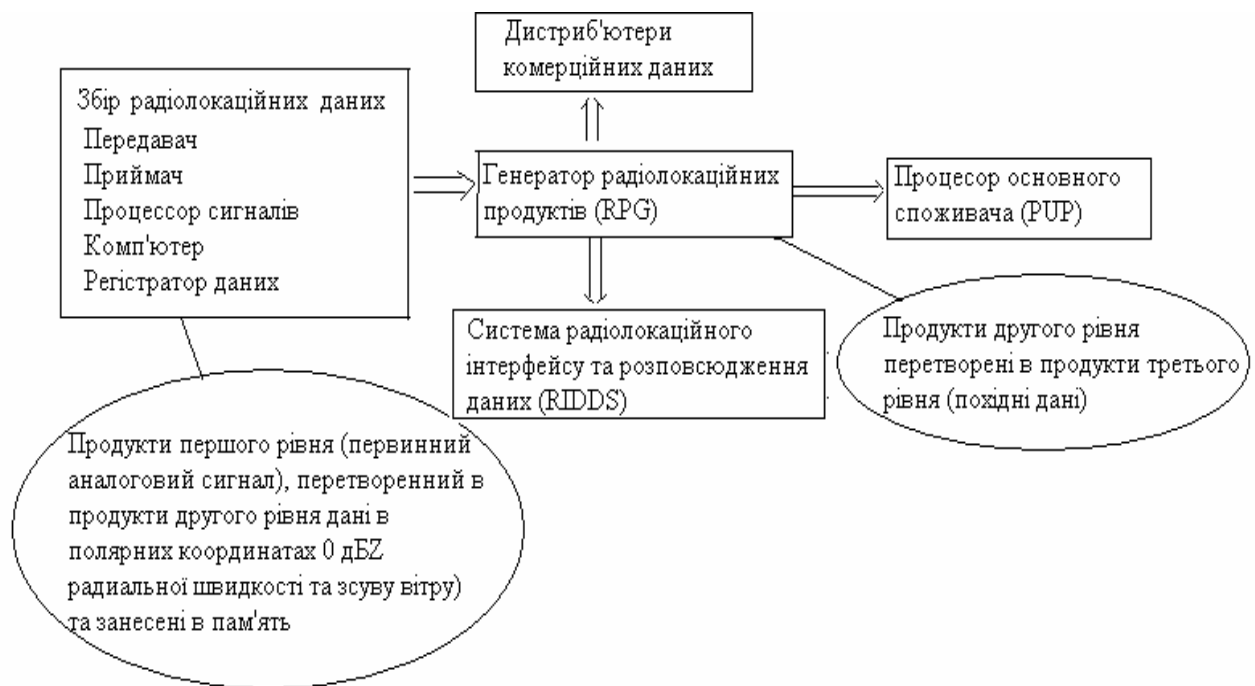 Дистриб'ютери
комерційних даних
Збір радіолокаційних даних
Передавач
Приймач
Процессор сигналів
Комп'ютер
Регістратор даних
Генератор радіолокаційних
продуктів (RPG)
Процесор основного
споживача (PUP)
Система радіолокаційного
інтерфейсу та розповсюдження
даних (RIDDS)
Продукти другого рівня
перетворені в продукти третього
рівня (похідні дані)
Продукти першого рівня (первинний
аналоговий сигнал), перетворенний в
продукти другого рівня дані в
полярних координатах 0 дБZ
радиальної швидкості та зсуву вітру)
та занесені в пам'ять